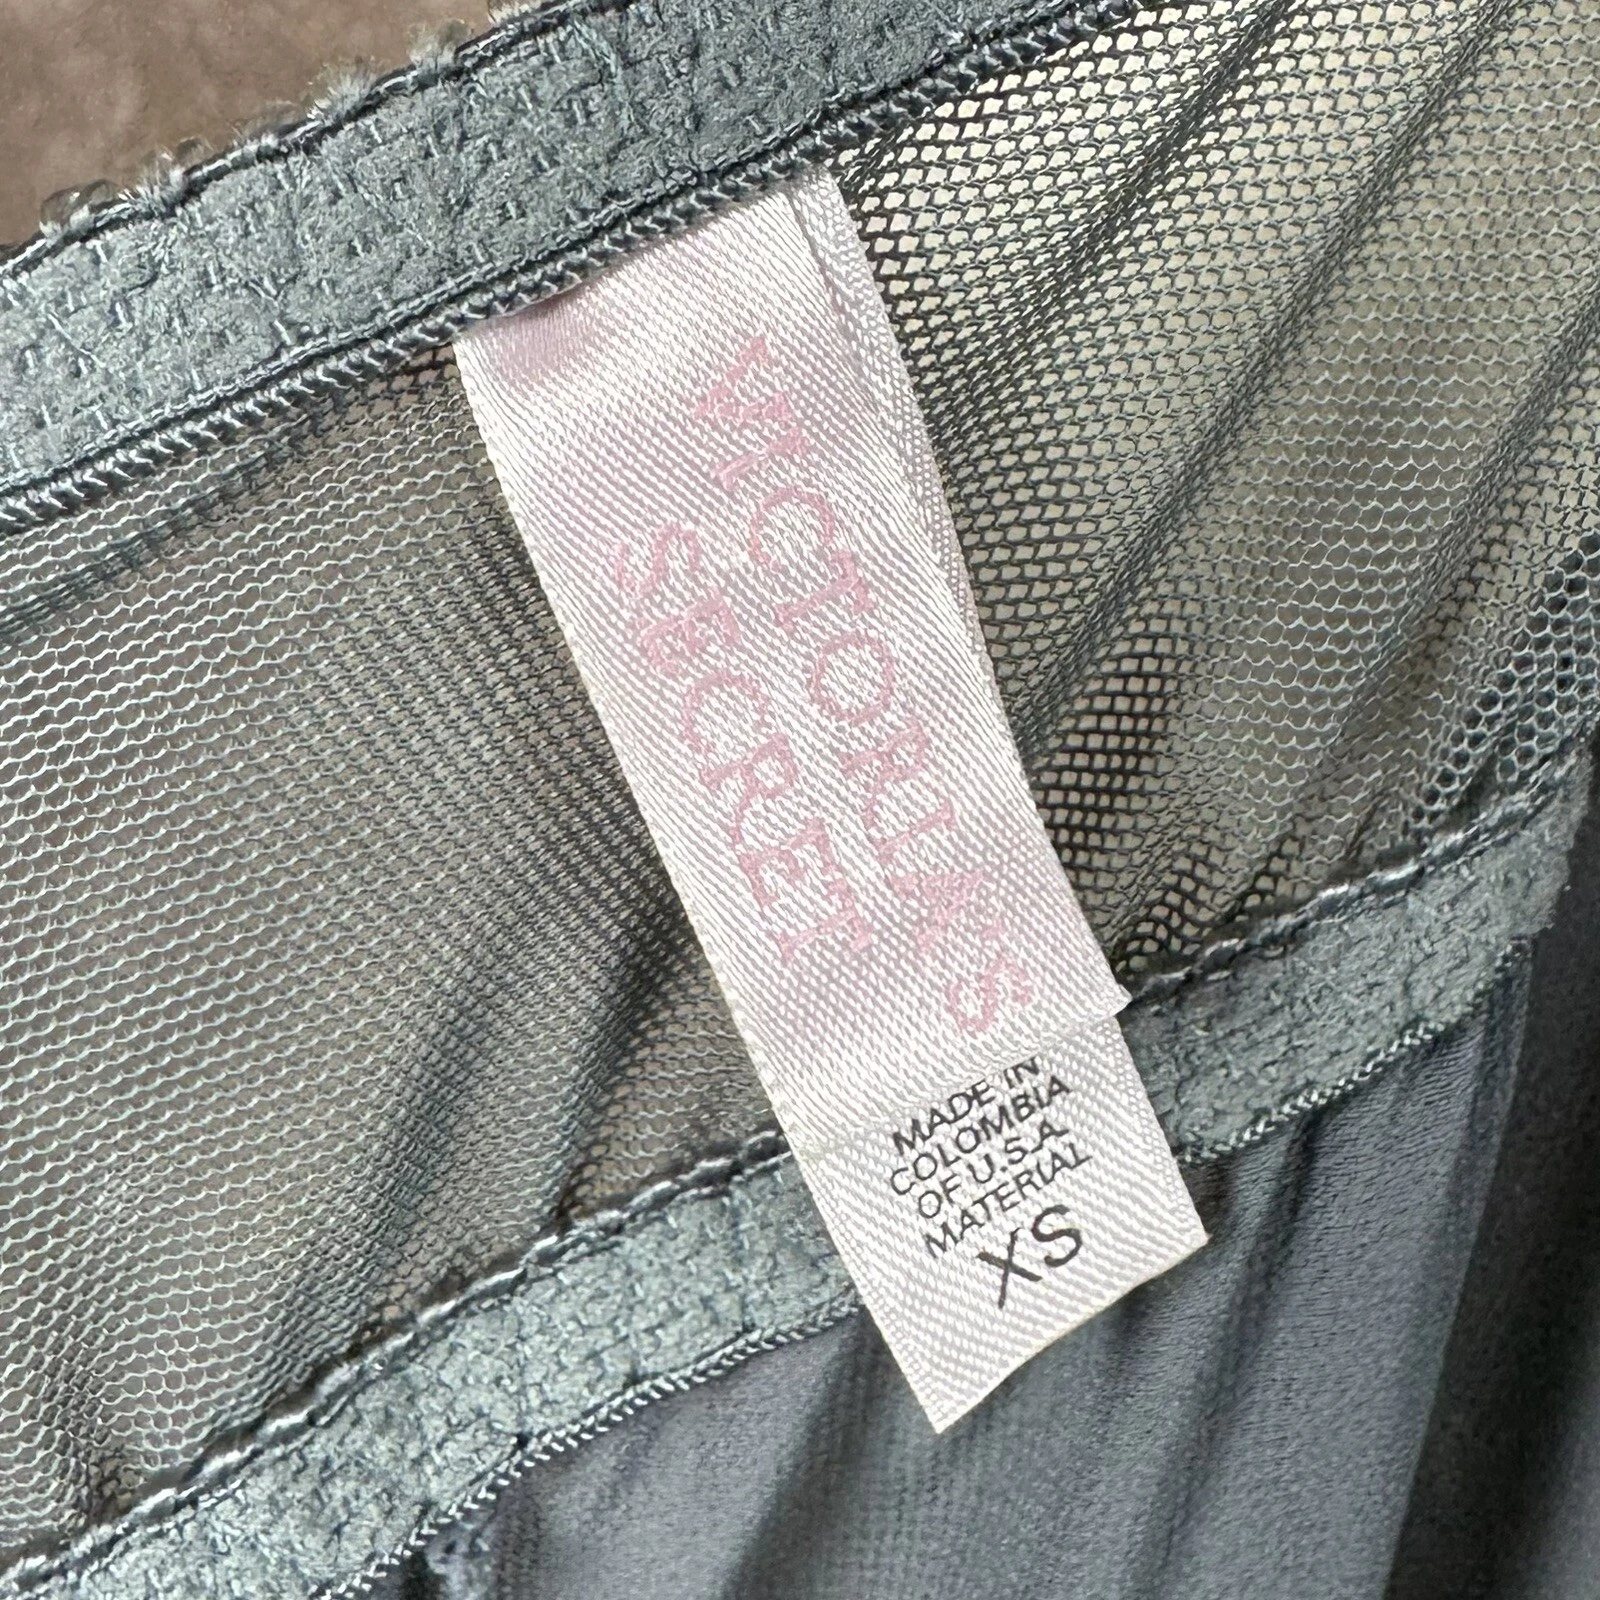 VICTORIA'S
SECRET
MADE IN
COLOMBIA
OF U.S.A.
MATERIAL
XS